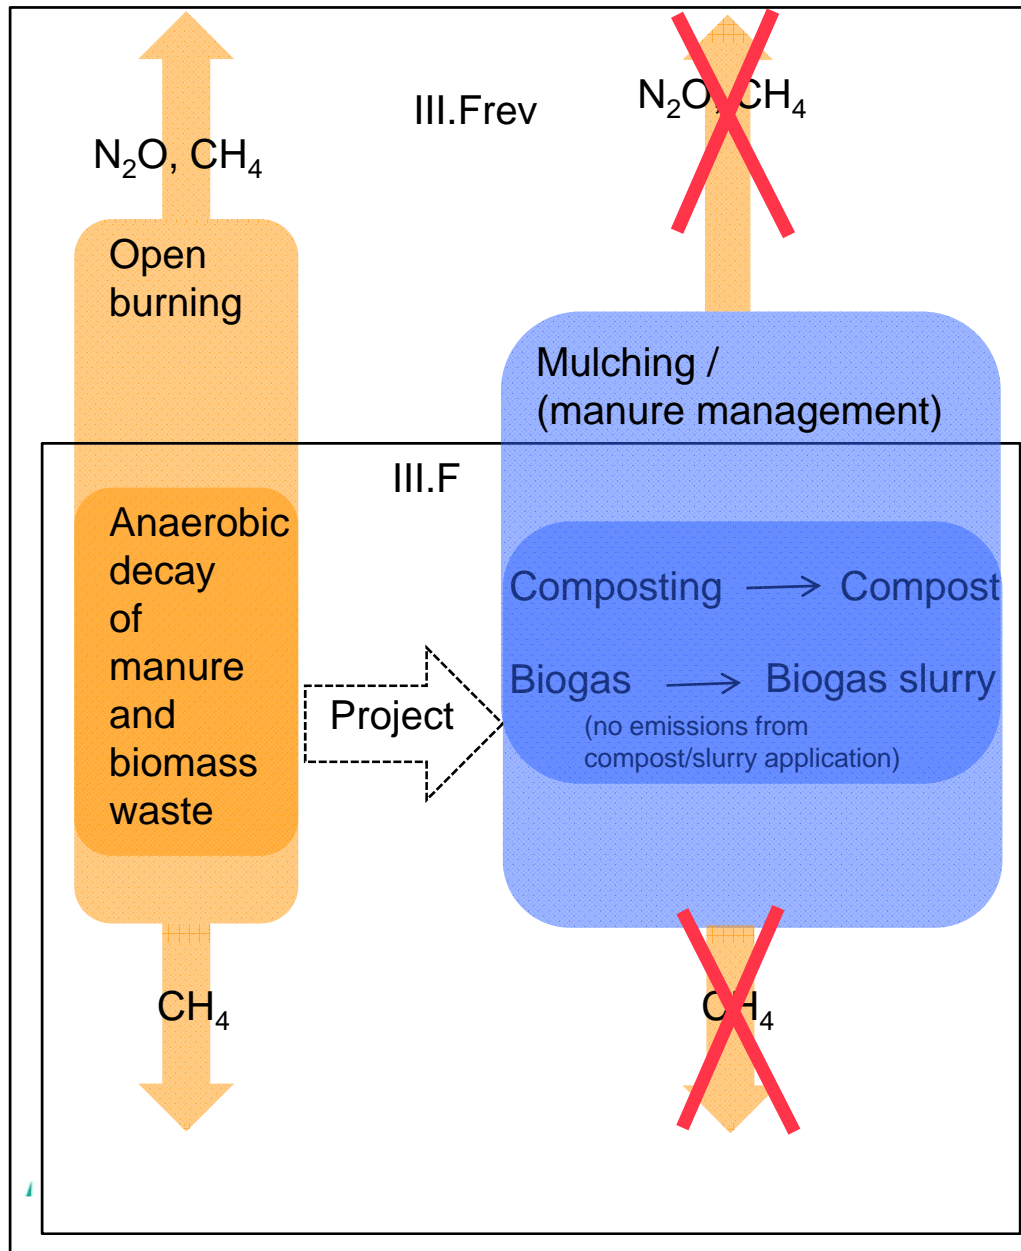 III.Frev
N₂O, CH₄
N₂O, CH₄
Open
burning
Mulching /
(manure management)
III.F
Anaerobic
decay
of
manure
and
biomass
waste
Project
Composting → Compost
Biogas → Biogas slurry
(no emissions from
compost/slurry application)
CH₄
CH₄